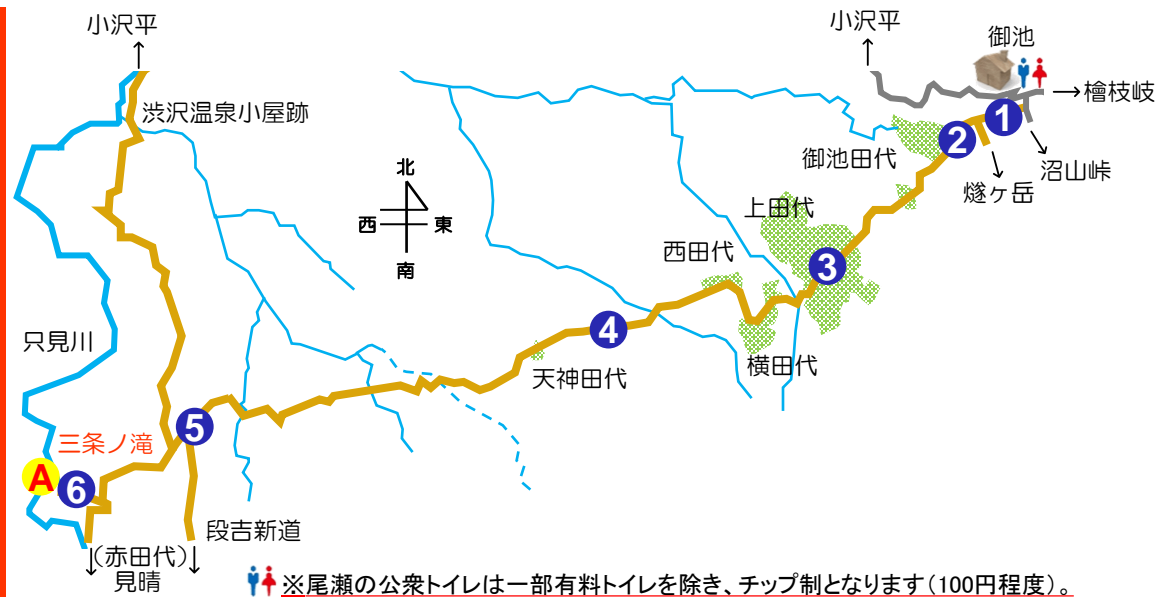 小沢平
渋沢温泉小屋跡
小沢平
御池
→檜枝岐
1
2
沼山峠
燧ヶ岳
御池田代
上田代
3
西田代
横田代
4
天神田代
北
西
東
南
只見川
三条ノ滝
5
A
6
段吉新道
(赤田代)
見晴
※尾瀬の公衆トイレは一部有料トイレを除き、チップ制となります(100円程度)。